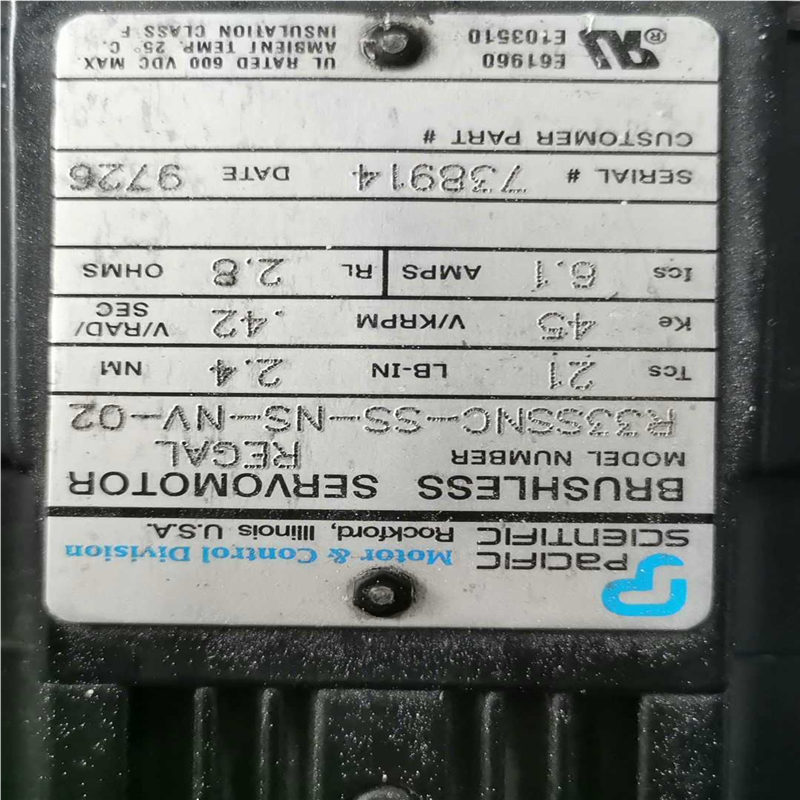 PACIFIC SCIENTIFIC
Motor & Control Division
Rockford, Illinois U.S.A.
BRUSHLESS SERVOMOTOR
MODEL NUMBER REGAL
R33SSNC-SS-NS-NV-02
Tcs 21 LB-IN 2.4 NM
Ke 45 V/KRPM .42 V/RAD/SEC
Ics 6.1 AMPS RL 2.8 OHMS
SERIAL # 738914 DATE 9726
CUSTOMER PART #
E61960
E103510
UL RATED 600 VDC MAX.
AMBIENT TEMP. 25° C.
INSULATION CLASS F